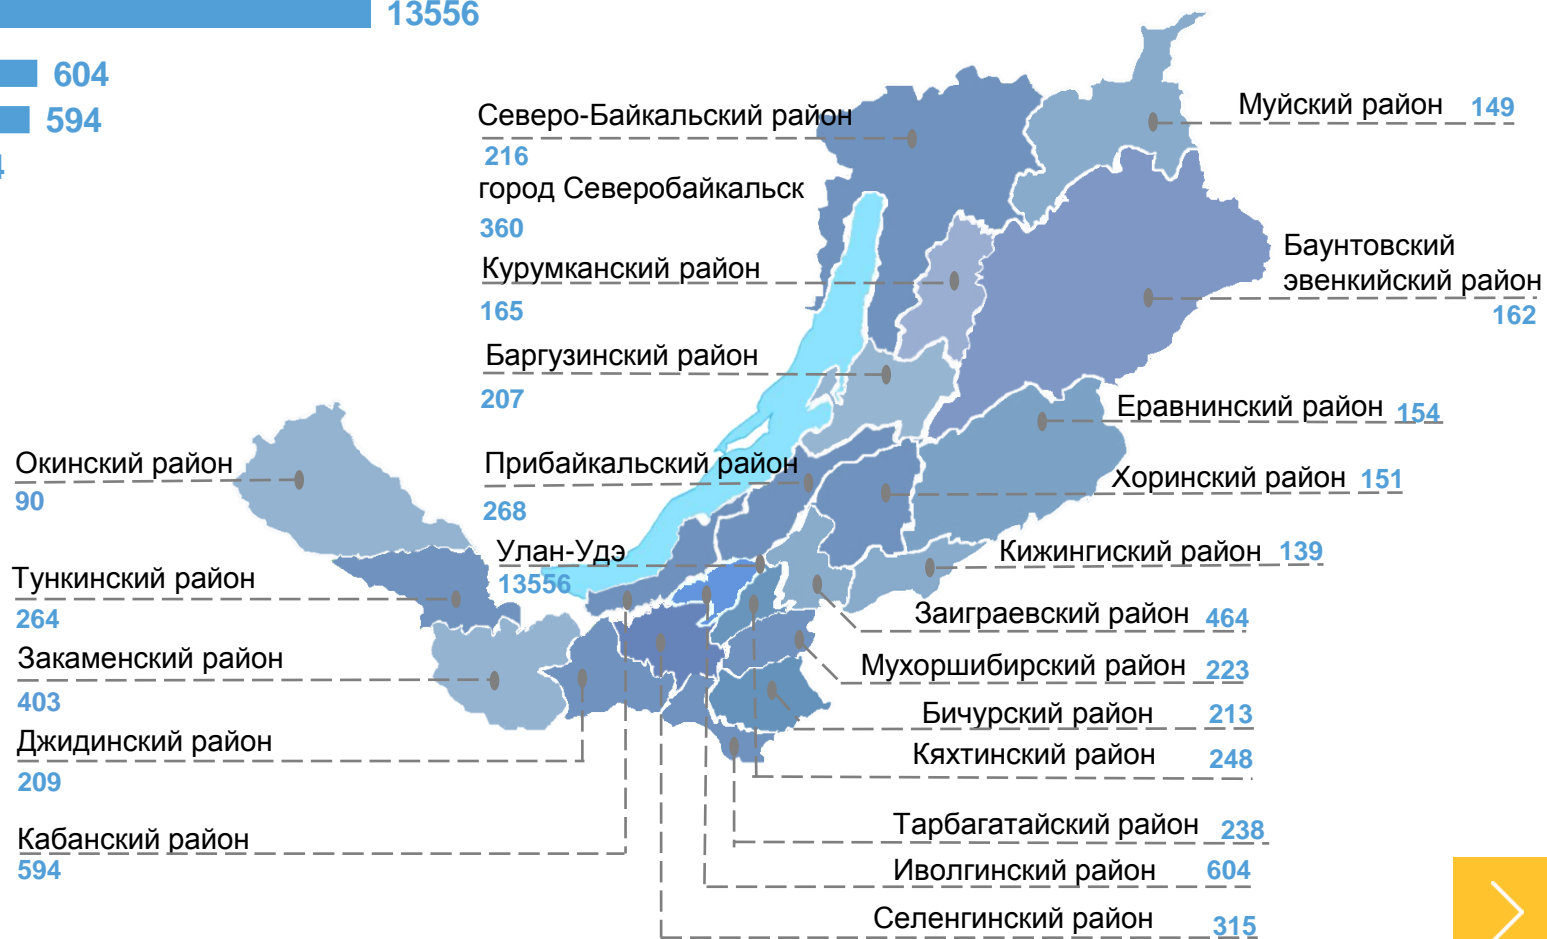 13556
604
594
4
Северо-Байкальский район
216
город Северобайкальск
360
Курумканский район
165
Баргузинский район
207
Прибайкальский район
268
Улан-Удэ
13556
Окинский район
90
Тункинский район
264
Закаменский район
403
Джидинский район
209
Кабанский район
594
Муйский район 149
Баунтовский
эвенкийский район
162
Еравнинский район 154
Хоринский район 151
Кижингиский район 139
Заиграевский район 464
Мухоршибирский район 223
Бичурский район 213
Кяхтинский район 248
Тарбагатайский район 238
Иволгинский район 604
Селенгинский район 315